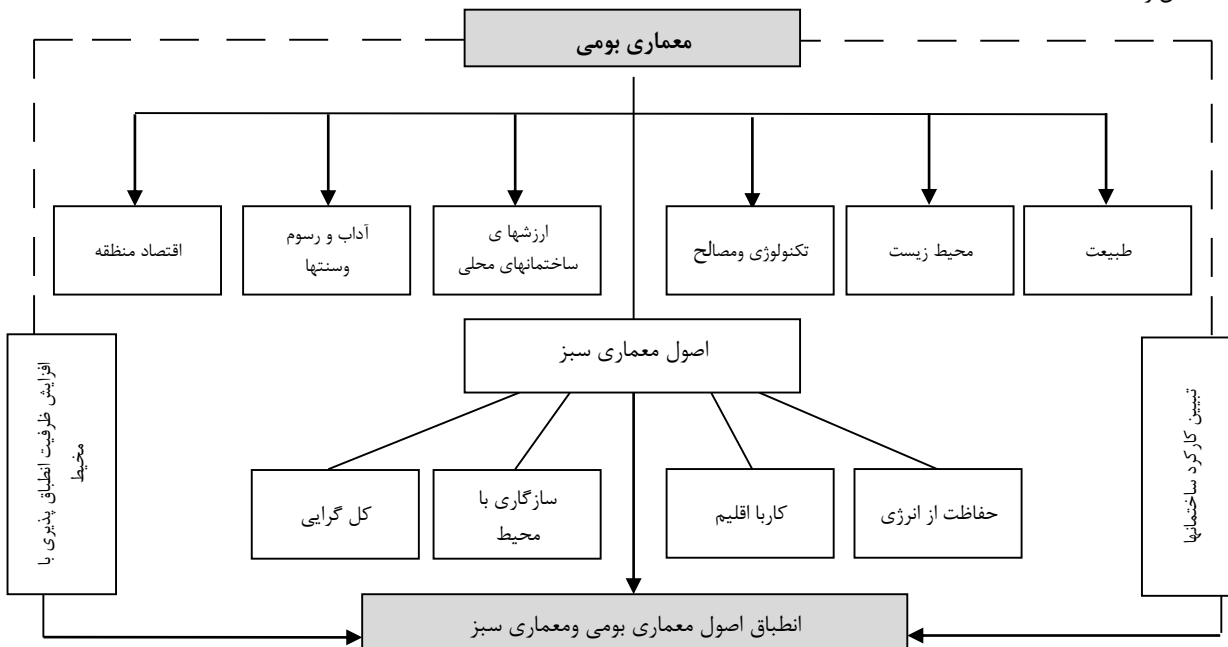 معماری بومی
طبیعت
محیط زیست
تکنولوژی ومصالح
ارزشها ی
ساختمانهای محلی
آداب و رسوم
وسنتها
اقتصاد منظقه
اصول معماری سبز
تبیین کارکرد ساختمانها
افزایش ظرفیت انطباق پذیری با
محیط
حفاظت از انرژی
کاربا اقلیم
سازگاری با
محیط
کل گرایی
انطباق اصول معماری بومی ومعماری سبز